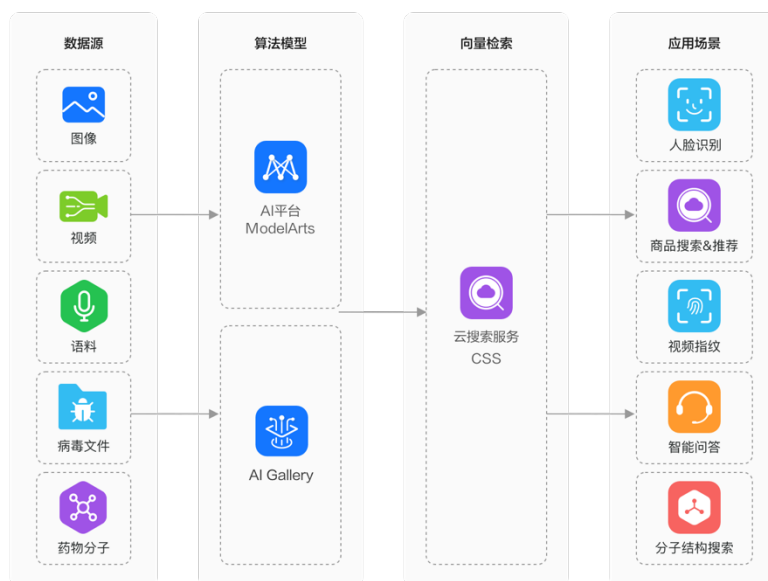 数据源
算法模型
向量检索
应用场景
图像
视频
语料
病毒文件
药物分子
AI平台
ModelArts
AI Gallery
云搜索服务
CSS
人脸识别
商品搜索&推荐
视频指纹
智能问答
分子结构搜索